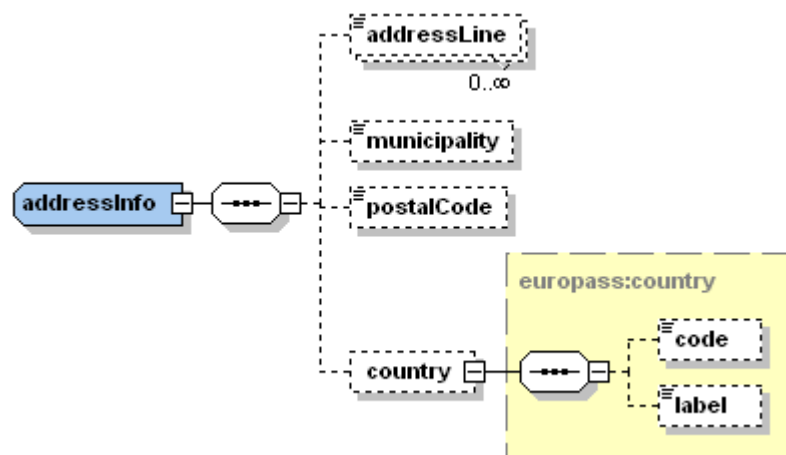 addressLine
0..∞
municipality
addressInfo
postalCode
europass:country
code
country
label